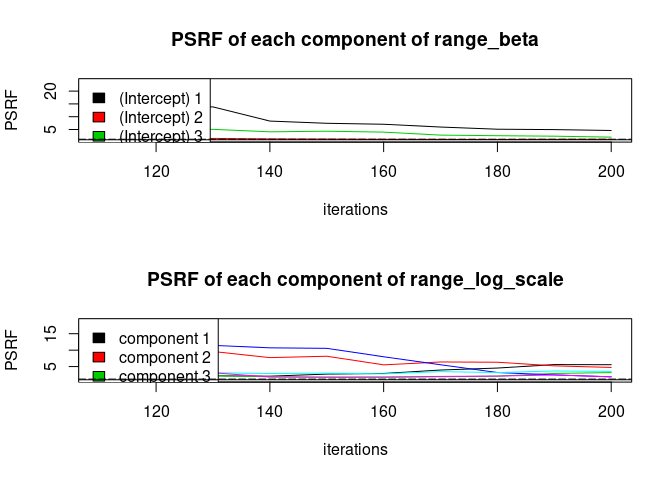 PSRF of each component of range_beta
PSRF
20
5
(Intercept) 1
(Intercept) 2
(Intercept) 3
120 140 160 180 200
iterations
PSRF of each component of range_log_scale
PSRF
15
5
component 1
component 2
component 3
120 140 160 180 200
iterations